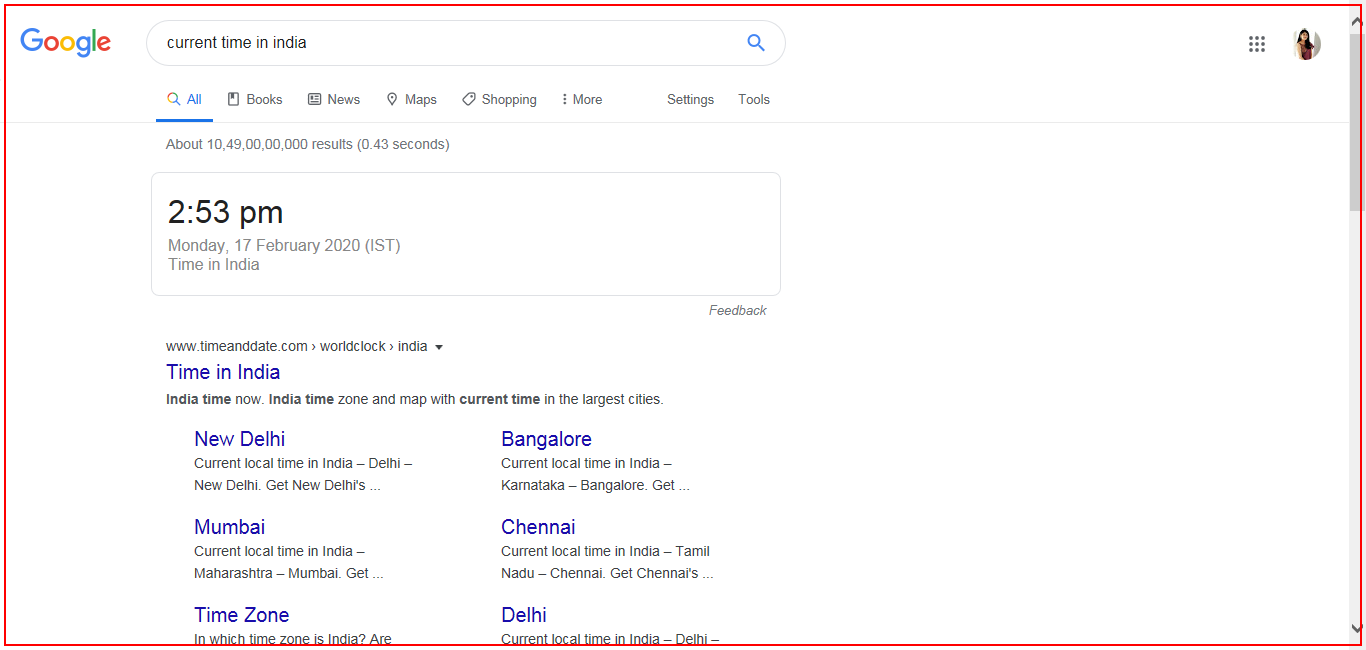 Google
current time in india
All Books News Maps Shopping More Settings Tools
About 10,49,00,00,000 results (0.43 seconds)
2:53 pm
Monday, 17 February 2020 (IST)
Time in India
Feedback
www.timeanddate.com › worldclock › india
Time in India
India time now. India time zone and map with current time in the largest cities.
New Delhi
Current local time in India – Delhi –
New Delhi. Get New Delhi's ...
Bangalore
Current local time in India –
Karnataka – Bangalore. Get ...
Mumbai
Current local time in India –
Maharashtra – Mumbai. Get ...
Chennai
Current local time in India – Tamil
Nadu – Chennai. Get Chennai's ...
Time Zone
In which time zone is India? Are
Delhi
Current local time in India – Delhi –